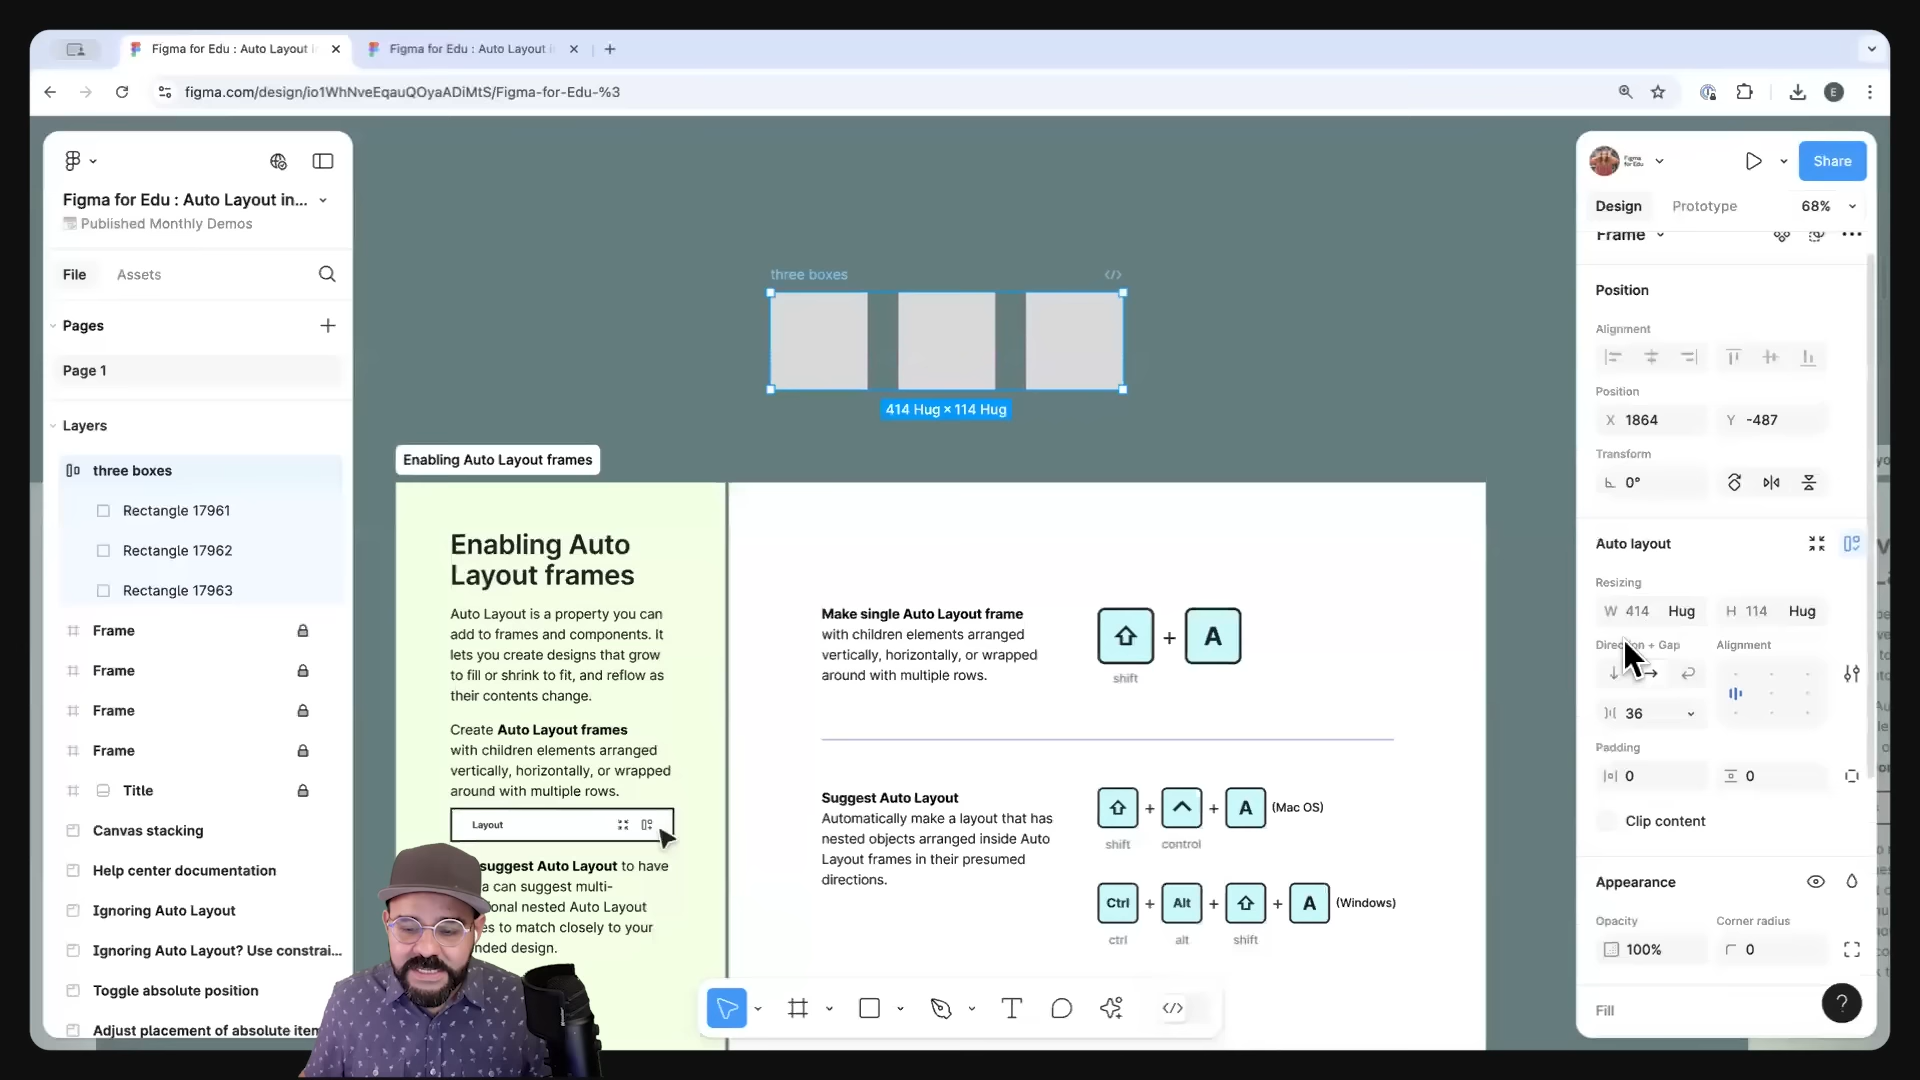 Figma for Edu : Auto Layout i
Figma for Edu : Auto Layout i
figma.com/design/io1WhNveEqauQOyaADiMtS/Figma-for-Edu-%3
E
Figma for Edu : Auto Layout in...
Published Monthly Demos
File
Assets
Pages
Page 1
Layers
three boxes
Rectangle 17961
Rectangle 17962
Rectangle 17963
Frame
Frame
Frame
Frame
Title
Canvas stacking
Help center documentation
Ignoring Auto Layout
Ignoring Auto Layout? Use constrai...
Toggle absolute position
Adjust placement of absolute item
three boxes
414 Hug × 114 Hug
Enabling Auto Layout frames
Enabling Auto
Layout frames
Auto Layout is a property you can
add to frames and components. It
lets you create designs that grow
to fill or shrink to fit, and reflow as
their contents change.
Create Auto Layout frames
with children elements arranged
vertically, horizontally, or wrapped
around with multiple rows.
Layout
suggest Auto Layout to have
a can suggest multi-
onal nested Auto Layout
es to match closely to your
nded design.
Make single Auto Layout frame
with children elements arranged
vertically, horizontally, or wrapped
around with multiple rows.
+ A
shift
Suggest Auto Layout
Automatically make a layout that has
nested objects arranged inside Auto
Layout frames in their presumed
directions.
+ + A (Mac OS)
shift control
Ctrl + Alt + + A (Windows)
ctrl alt shift
Figma for Edu
Share
Design
Prototype
68%
Frame
Position
Alignment
Position
X 1864
Y -487
Transform
0°
Auto layout
Resizing
W 414 Hug
H 114 Hug
Direction + Gap
Alignment
36
Padding
0
0
Clip content
Appearance
Opacity
Corner radius
100%
0
Fill
?